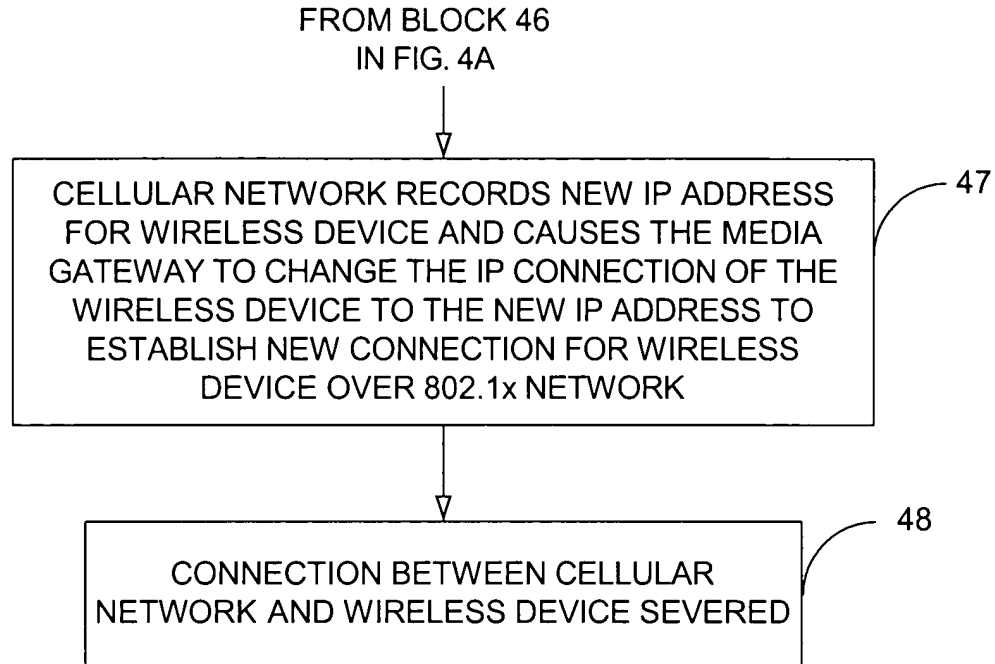 FROM BLOCK 46
IN FIG. 4A
CELLULAR NETWORK RECORDS NEW IP ADDRESS
FOR WIRELESS DEVICE AND CAUSES THE MEDIA
GATEWAY TO CHANGE THE IP CONNECTION OF THE
WIRELESS DEVICE TO THE NEW IP ADDRESS TO
ESTABLISH NEW CONNECTION FOR WIRELESS
DEVICE OVER 802.1x NETWORK
47
CONNECTION BETWEEN CELLULAR
NETWORK AND WIRELESS DEVICE SEVERED
48